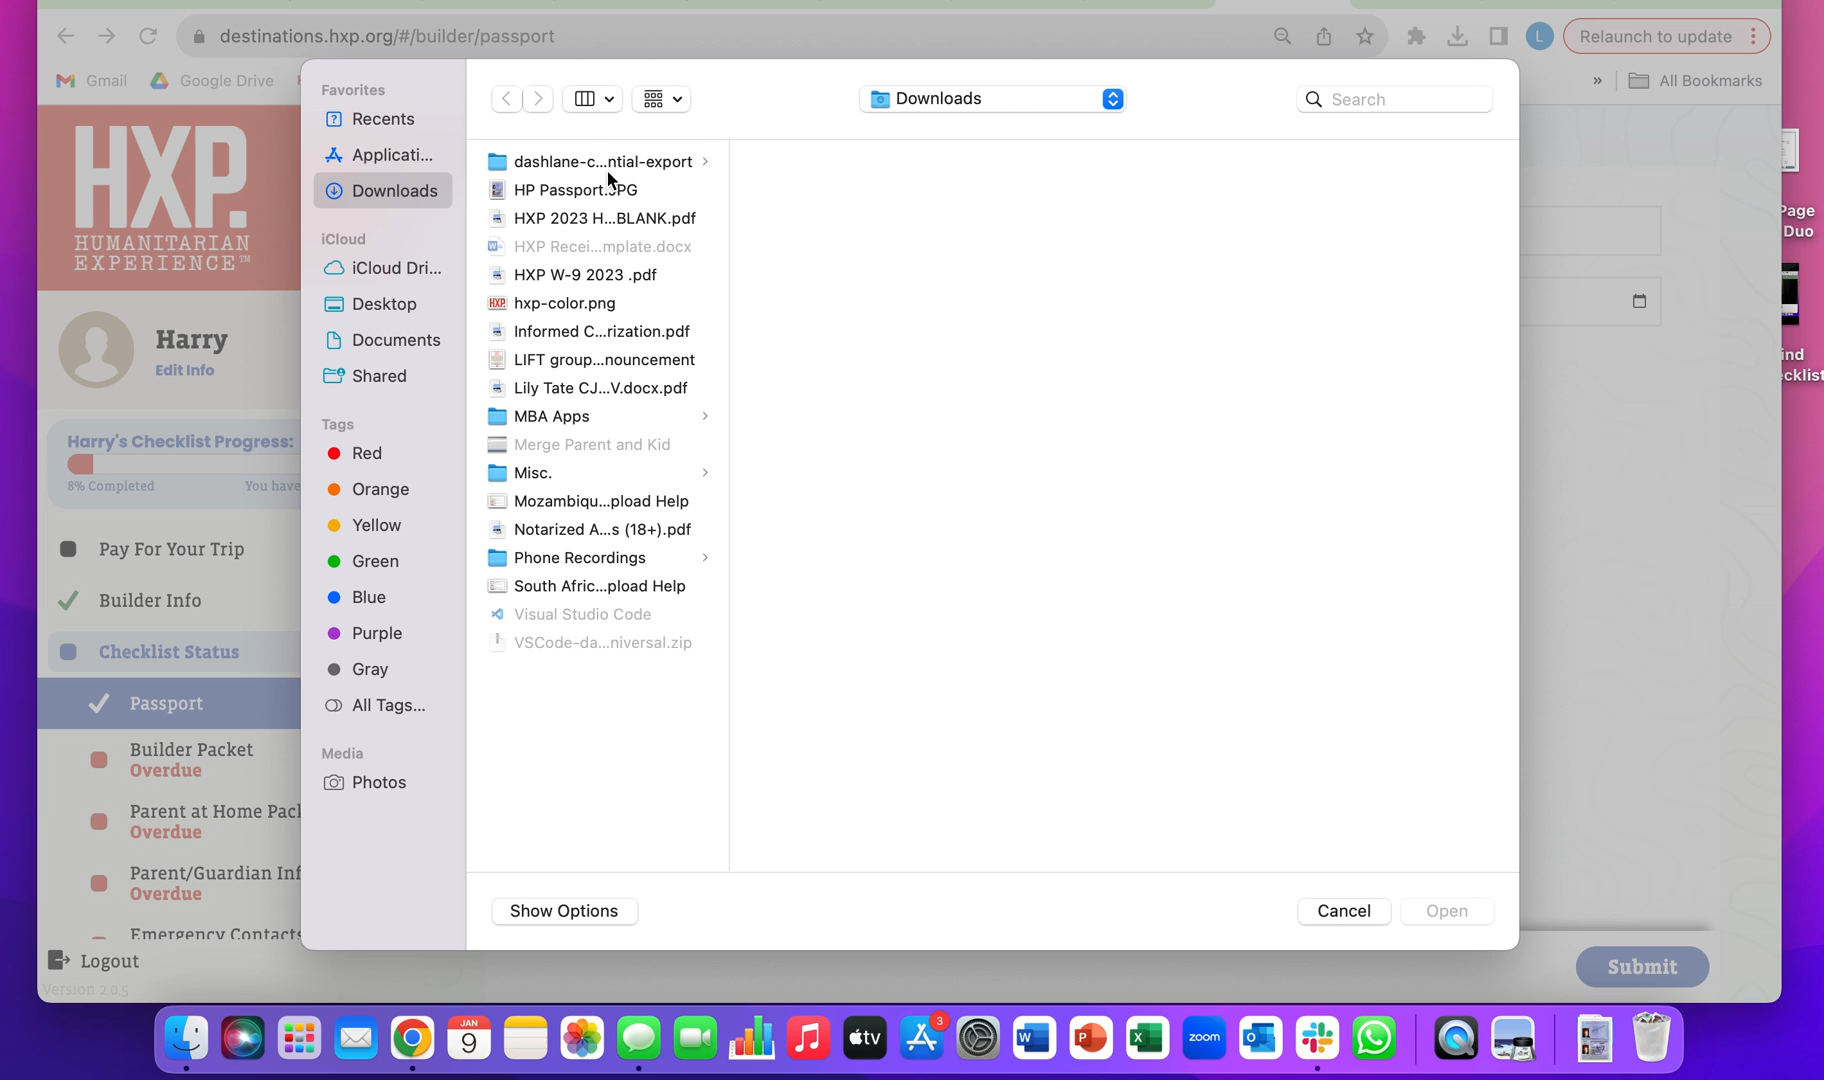 destinations.hxp.org/#/builder/passport
L
Relaunch to update
Gmail
Google Drive
»
All Bookmarks
HXP.
HUMANITARIAN
EXPERIENCE™
Harry
Edit Info
Harry's Checklist Progress:
8% Completed
You have
Pay For Your Trip
Builder Info
Checklist Status
Passport
Builder Packet
Overdue
Parent at Home Pack
Overdue
Parent/Guardian Inf
Overdue
Emergency Contacts
Logout
Version 2.0.5
Favorites
Recents
Applicati...
Downloads
iCloud
iCloud Dri...
Desktop
Documents
Shared
Tags
Red
Orange
Yellow
Green
Blue
Purple
Gray
All Tags...
Media
Photos
Downloads
Search
dashlane-c...ntial-export
HP Passport.JPG
HXP 2023 H...BLANK.pdf
HXP Recei...mplate.docx
HXP W-9 2023 .pdf
HXP. hxp-color.png
Informed C...rization.pdf
LIFT group...nouncement
Lily Tate CJ...V.docx.pdf
MBA Apps
Merge Parent and Kid
Misc.
Mozambiqu...pload Help
Notarized A...s (18+).pdf
Phone Recordings
South Afric...pload Help
Visual Studio Code
VSCode-da...niversal.zip
Show Options
Cancel
Open
Submit
Page
Duo
ind
cklist
JAN
9
tv
3
W
P
X
zoom
O